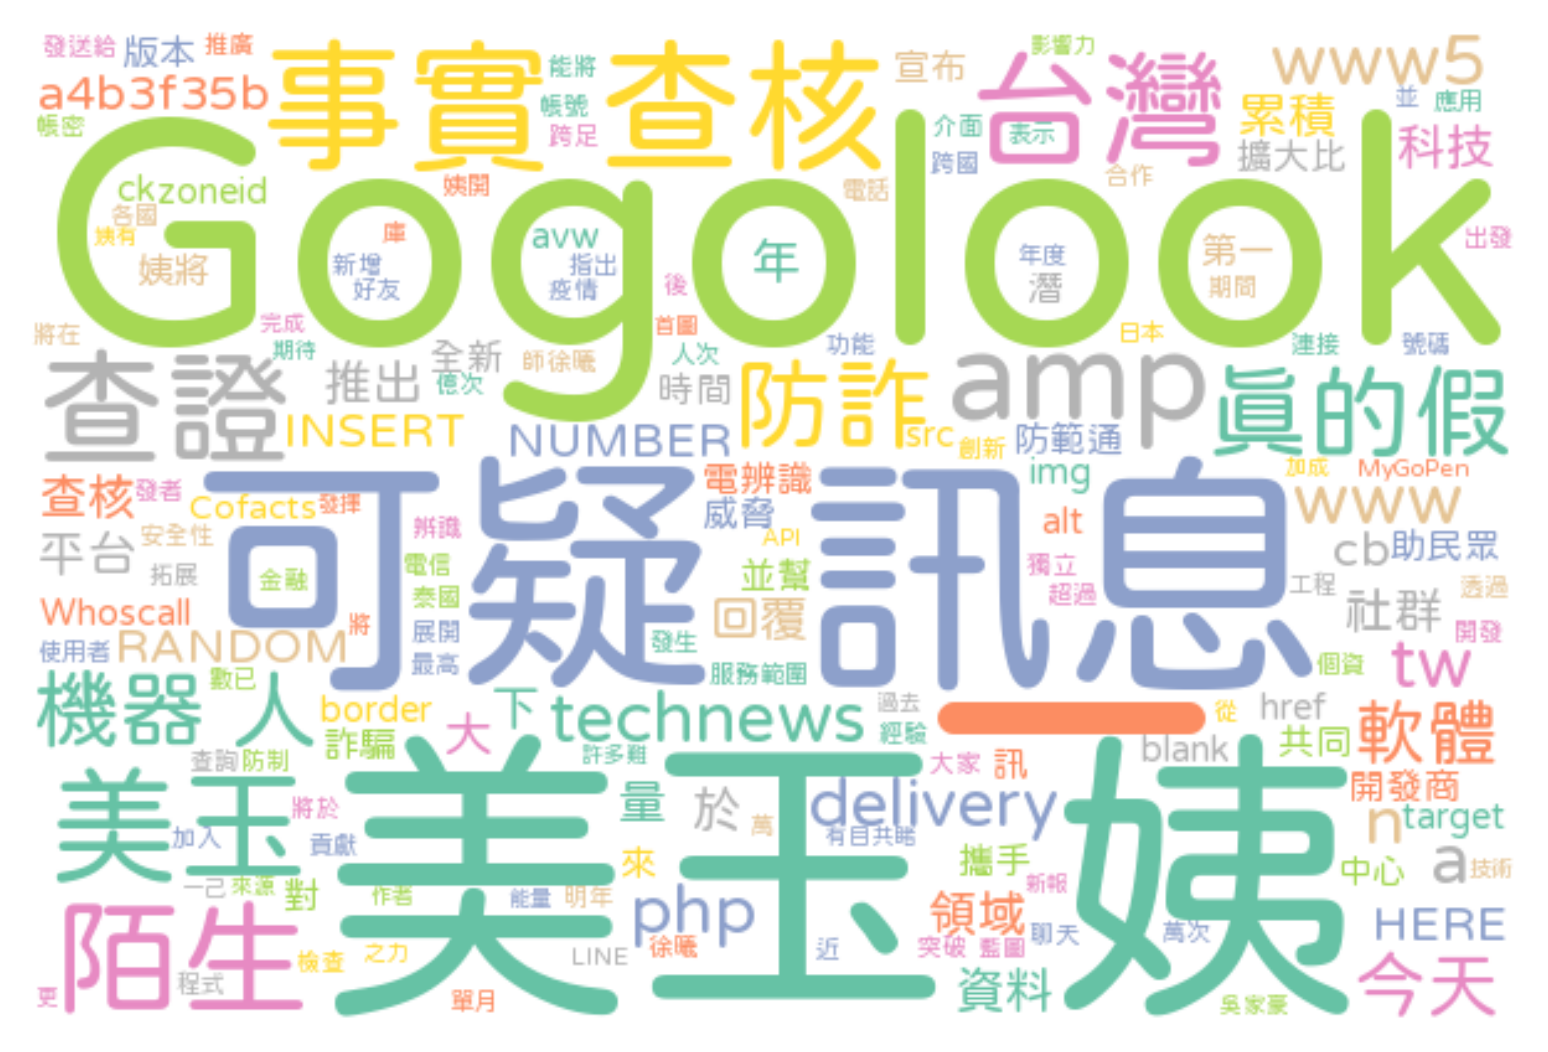 發送給 版本 推廣 事實查核 能將 宣布 台灣 影響力 www5
a4b3f35b 帳號 累積 並 應用
帳密 跨足 介面 表示 擴大比 科技
Gogolook
ckzoneid 姨開 電話 跨國 合作
各國
姨有 庫 avw 年 年度 第一 出發
姨將 新增 指出 潛
好友 疫情 後 期間
將在 完成 首圖 日本
期待 全新 師徐曦 人次 功能 連接 號碼
查證 推出 億次 時間 防詐 amp 真的假
INSERT NUMBER src 創新 防範通
查核 發者 可疑訊息 電辨識 img 加成 MyGoPen
Cofacts 發揮 威脅 www
平台 安全性 辨識 API alt cb 助民眾
拓展 金融 電信 並幫 獨立 工程 透過
Whoscall 將 泰國 回覆 超過 社群
使用者 RANDOM 展開 發生 開發
最高 服務範圍 個資 tw
機器人 數已 border 下 technews 過去 從 href 軟體
詐騙 大 經驗 blank 共同
查詢 防制 許多難 大家 訊
美玉 將於 美玉姨 量 於 delivery 開發商
加入 貢獻 萬 有目共睹 n target
一己 來源 對 來 攜手 中心 a 技術
作者 能量 明年 php 新報
陌生 領域 HERE
檢查 之力 LINE 徐曦 近 突破 藍圖 聊天 萬次
更 程式 單月 資料 吳家豪 今天